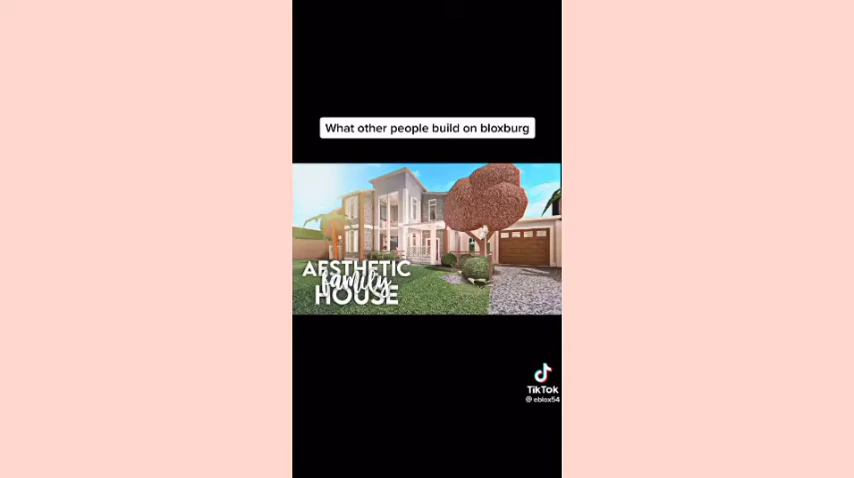 What other people build on bloxburg
AESTHETIC
family
HOUSE
TikTok
@eblox54